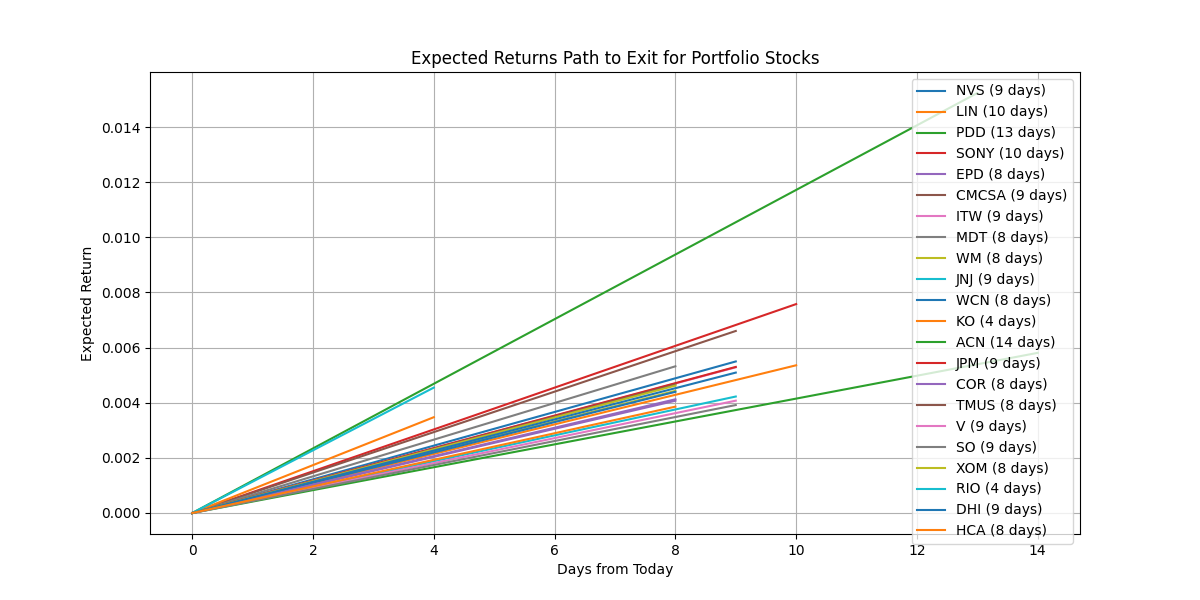 Expected Returns Path to Exit for Portfolio Stocks
Expected Return
0.014
0.012
0.010
0.008
0.006
0.004
0.002
0.000
0 2 4 6 8 10 12 14
Days from Today
NVS (9 days)
LIN (10 days)
PDD (13 days)
SONY (10 days)
EPD (8 days)
CMCSA (9 days)
ITW (9 days)
MDT (8 days)
WM (8 days)
JNJ (9 days)
WCN (8 days)
KO (4 days)
ACN (14 days)
JPM (9 days)
COR (8 days)
TMUS (8 days)
V (9 days)
SO (9 days)
XOM (8 days)
RIO (4 days)
DHI (9 days)
HCA (8 days)